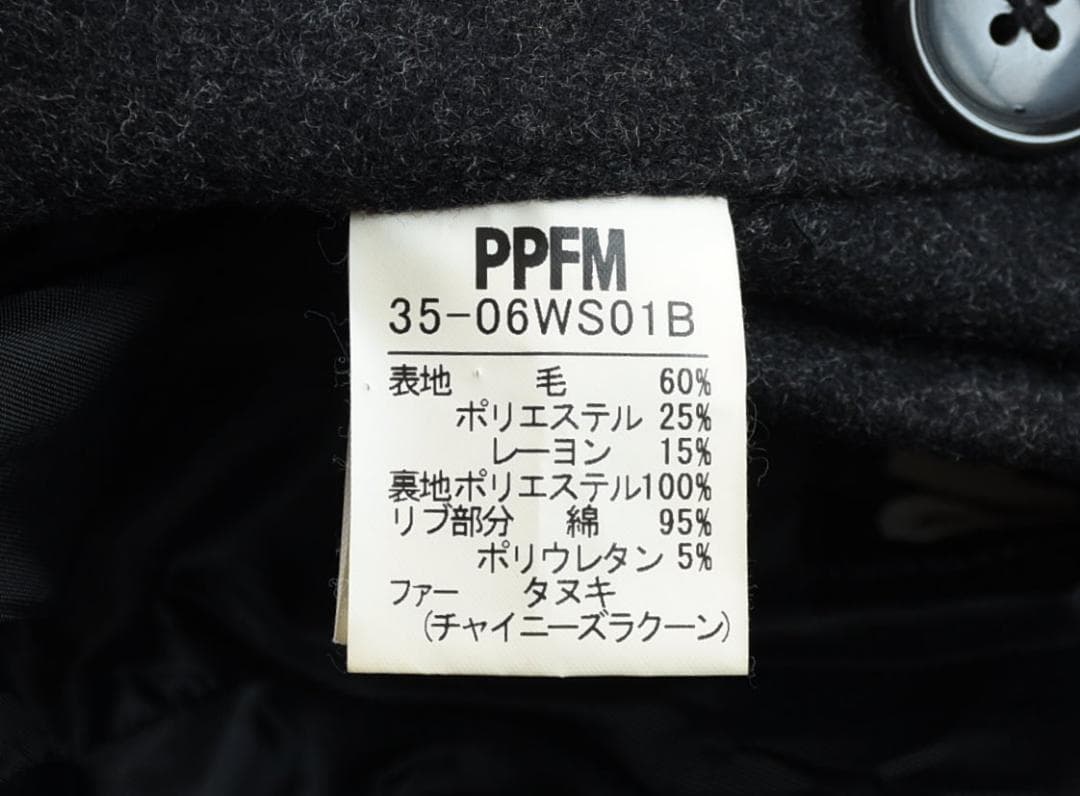 PPFM
35-06WS01B
表地 毛 60%
ポリエステル 25%
レーヨン 15%
裏地ポリエステル100%
リブ部分 綿 95%
ポリウレタン 5%
ファー タヌキ
(チャイニーズラクーン)